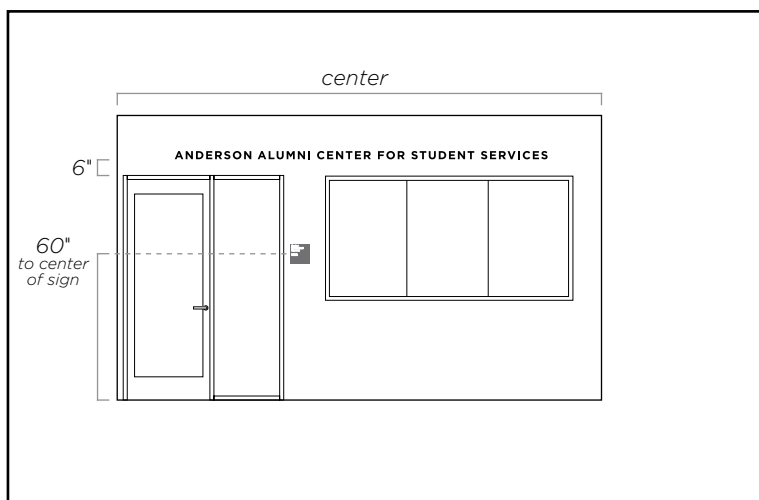 center
ANDERSON ALUMNI CENTER FOR STUDENT SERVICES
6"
60"
to center
of sign